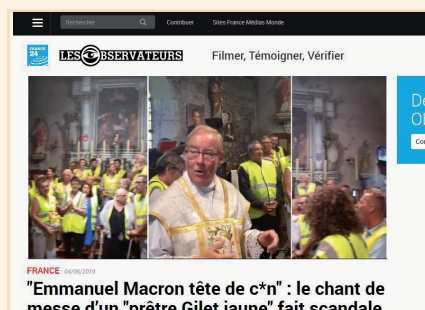 Rechercher Contribuer Sites France Médias Monde
FRANCE 24 LES OBSERVATEURS Filmer, Témoigner, Vérifier
FRANCE 04/06/2019
"Emmanuel Macron tête de c*n" : le chant de
messe d'un "prêtre Gilet jaune" fait scandale